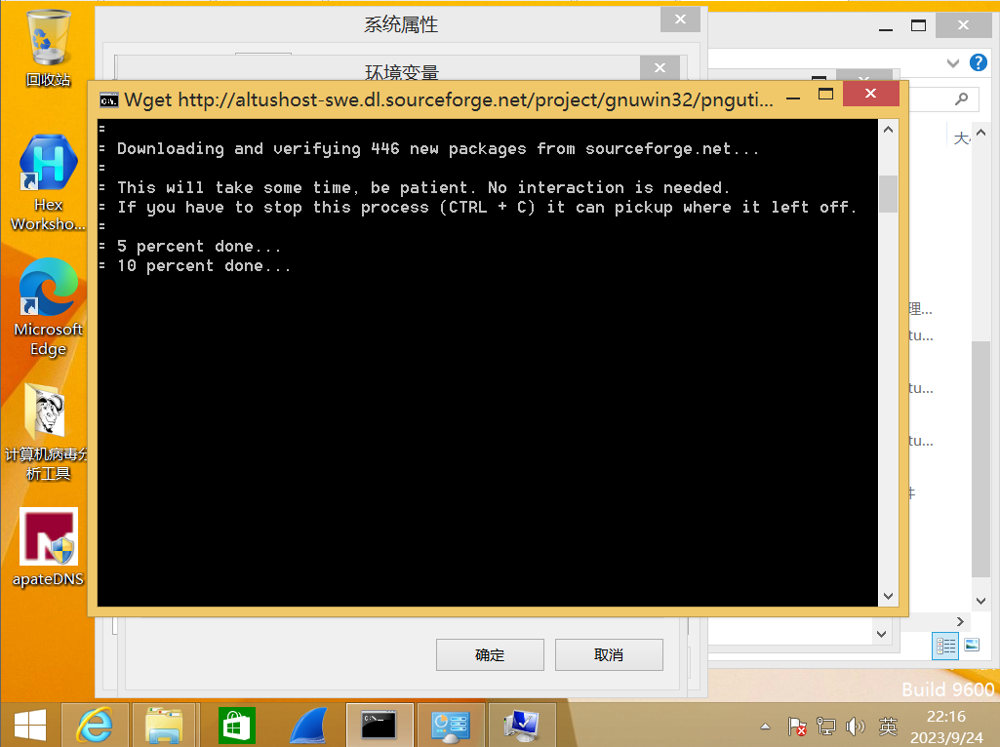 回收站
Hex
Worksho...
Microsoft
Edge
计算机病毒分
析工具
apateDNS
系统属性
环境变量
Wget http://altushost-swe.dl.sourceforge.net/project/gnuwin32/pnguti...
=
= Downloading and verifying 446 new packages from sourceforge.net...
=
= This will take some time, be patient. No interaction is needed.
= If you have to stop this process (CTRL + C) it can pickup where it left off.
=
= 5 percent done...
= 10 percent done...
大
理...
tu...
tu...
tu...
件
确定
取消
Build 9600
英
22:16
2023/9/24